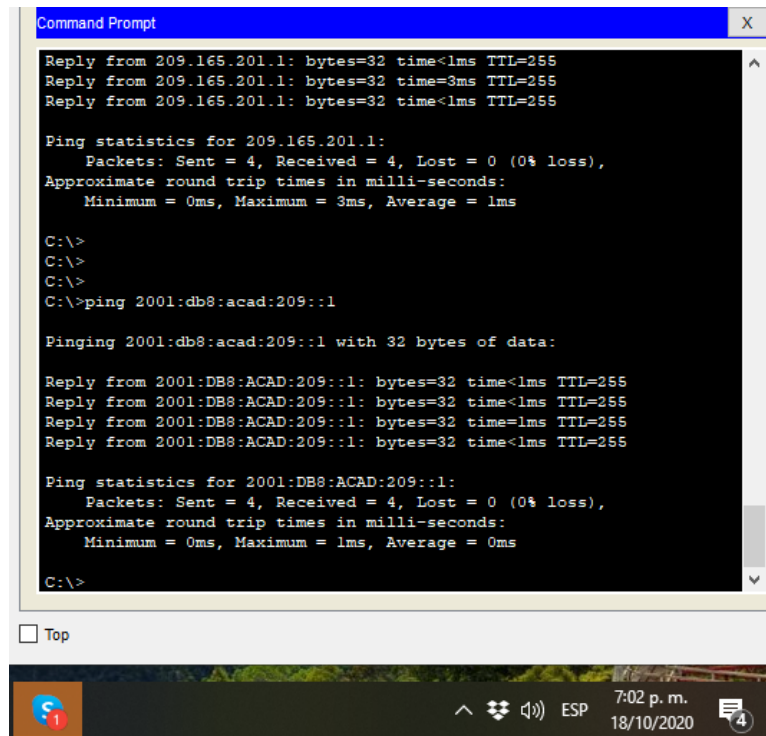 Command Prompt
X
Reply from 209.165.201.1: bytes=32 time<1ms TTL=255
Reply from 209.165.201.1: bytes=32 time=3ms TTL=255
Reply from 209.165.201.1: bytes=32 time<1ms TTL=255
Ping statistics for 209.165.201.1:
Packets: Sent = 4, Received = 4, Lost = 0 (0% loss),
Approximate round trip times in milli-seconds:
Minimum = 0ms, Maximum = 3ms, Average = 1ms
C:\>
C:\>
C:\>
C:\>ping 2001:db8:acad:209::1
Pinging 2001:db8:acad:209::1 with 32 bytes of data:
Reply from 2001:DB8:ACAD:209::1: bytes=32 time<1ms TTL=255
Reply from 2001:DB8:ACAD:209::1: bytes=32 time<1ms TTL=255
Reply from 2001:DB8:ACAD:209::1: bytes=32 time=1ms TTL=255
Reply from 2001:DB8:ACAD:209::1: bytes=32 time<1ms TTL=255
Ping statistics for 2001:DB8:ACAD:209::1:
Packets: Sent = 4, Received = 4, Lost = 0 (0% loss),
Approximate round trip times in milli-seconds:
Minimum = 0ms, Maximum = 1ms, Average = 0ms
C:\>
Top
S
1
ESP
7:02 p. m.
18/10/2020
4